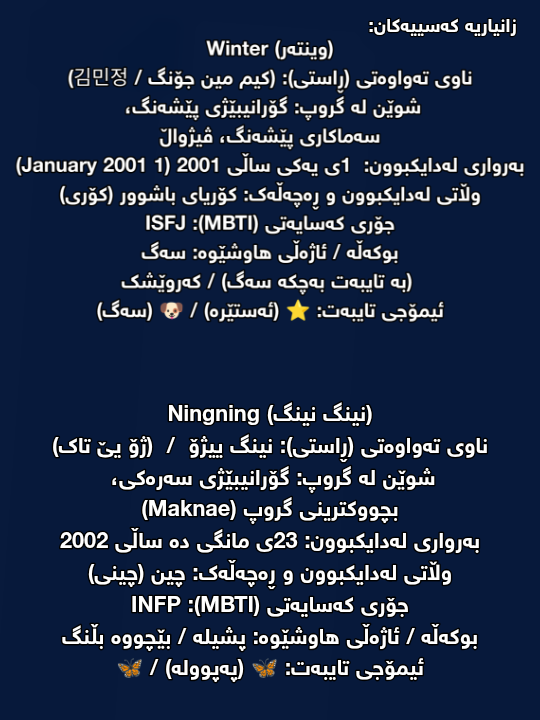 زانیاریە کەسییەکان:
Winter (وینتەر)
ناوی تەواوەتی (ڕاستی): (کیم مین جۆنگ / 김민정)
شوێن لە گروپ: گۆرانیبێژی پێشەنگ،
سەماکاری پێشەنگ، ڤیژواڵ
بەرواری لەدایکبوون: 1ی یەکی ساڵی 2001 (1 January 2001)
وڵاتی لەدایکبوون و ڕەچەڵەک: کۆریای باشوور (کۆری)
جۆری کەسایەتی (MBTI): ISFJ
بوکەڵە / ئاژەڵی هاوشێوە: سەگ
(بە تایبەت بەچکە سەگ) / کەروێشک
ئیمۆجی تایبەت: ⭐ (ئەستێرە) / 🐶 (سەگ)
Ningning (نینگ نینگ)
ناوی تەواوەتی (ڕاستی): نینگ ییژۆ / (ژۆ یێ تاک)
شوێن لە گروپ: گۆرانیبێژی سەرەکی،
بچووکترینی گروپ (Maknae)
بەرواری لەدایکبوون: 23ی مانگی دە ساڵی 2002
وڵاتی لەدایکبوون و ڕەچەڵەک: چین (چینی)
جۆری کەسایەتی (MBTI): INFP
بوکەڵە / ئاژەڵی هاوشێوە: پشیلە / بێچووە بڵنگ
ئیمۆجی تایبەت: 🦋 (پەپوولە) / 🦋